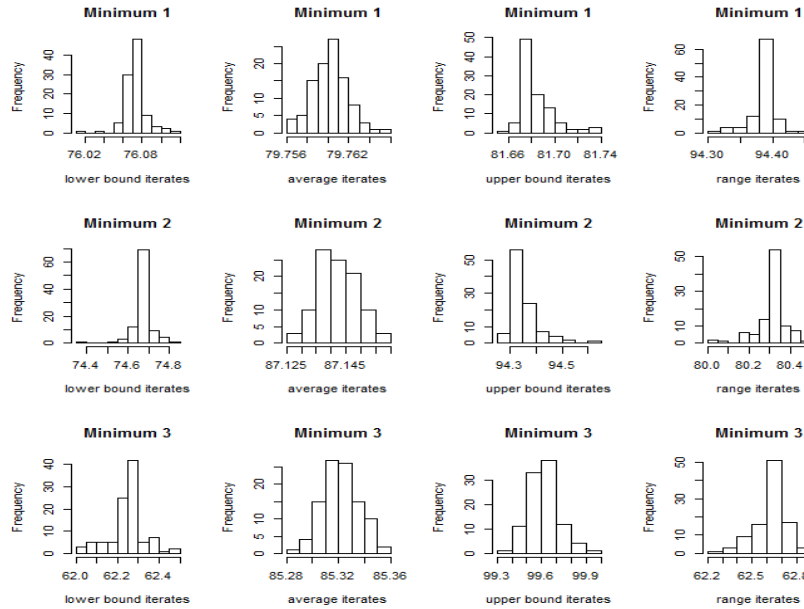 Minimum 1
Frequency
0 10 20 30 40
76.02 76.08
lower bound iterates
Minimum 1
Frequency
0 5 10 20
79.756 79.762
average iterates
Minimum 1
Frequency
0 10 20 30 40 50
81.66 81.70 81.74
upper bound iterates
Minimum 1
Frequency
0 20 40 60
94.30 94.40
range iterates
Minimum 2
Frequency
0 20 40 60
74.4 74.6 74.8
lower bound iterates
Minimum 2
Frequency
0 5 10 20
87.125 87.145
average iterates
Minimum 2
Frequency
0 10 30 50
94.3 94.5
upper bound iterates
Minimum 2
Frequency
0 10 30 50
80.0 80.2 80.4
range iterates
Minimum 3
Frequency
0 10 20 30 40
62.0 62.2 62.4
lower bound iterates
Minimum 3
Frequency
0 5 10 20
85.28 85.32 85.36
average iterates
Minimum 3
Frequency
0 10 20 30
99.3 99.6 99.9
upper bound iterates
Minimum 3
Frequency
0 10 30 50
62.2 62.5 62.8
range iterates